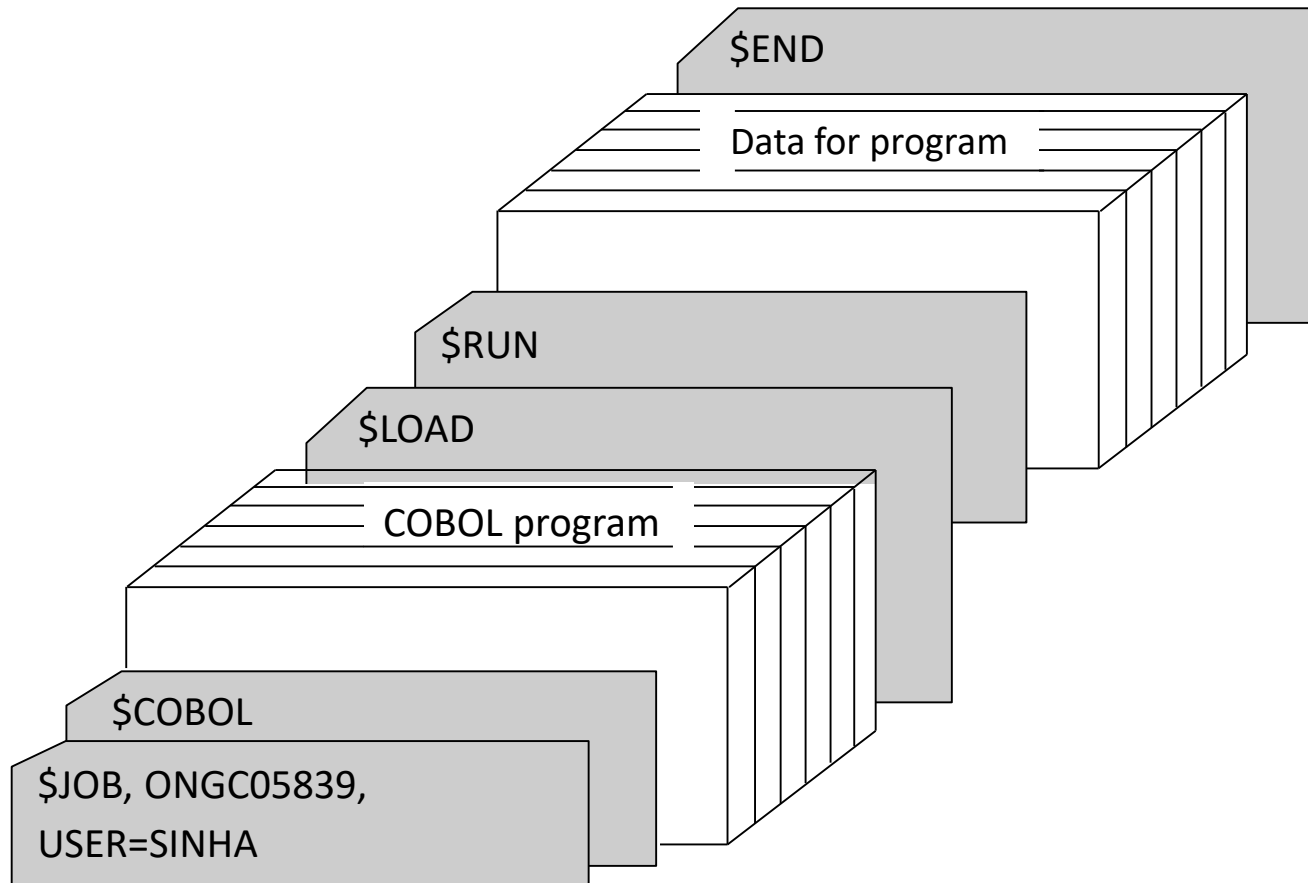 $END
Data for program
$RUN
$LOAD
COBOL program
$COBOL
$JOB, ONGC05839,
USER=SINHA